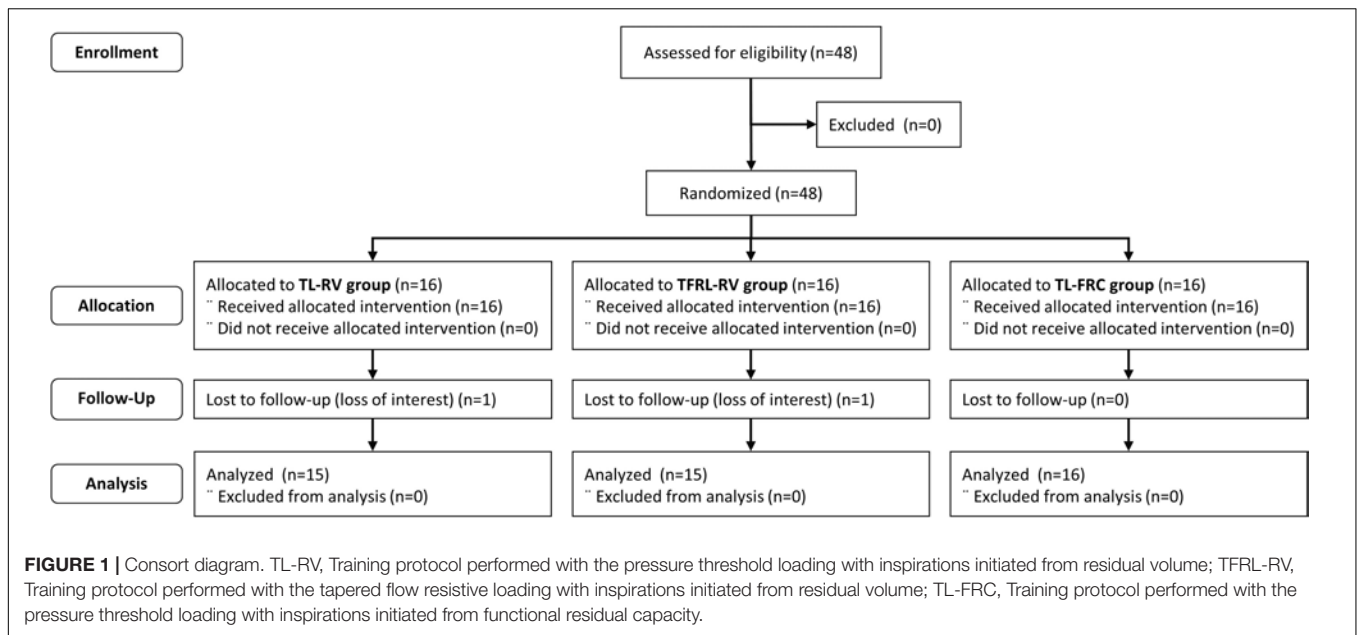 Enrollment
Assessed for eligibility (n=48)
Excluded (n=0)
Randomized (n=48)
Allocation
Allocated to TL-RV group (n=16)
¨ Received allocated intervention (n=16)
¨ Did not receive allocated intervention (n=0)
Allocated to TFRL-RV group (n=16)
¨ Received allocated intervention (n=16)
¨ Did not receive allocated intervention (n=0)
Allocated to TL-FRC group (n=16)
¨ Received allocated intervention (n=16)
¨ Did not receive allocated intervention (n=0)
Follow-Up
Lost to follow-up (loss of interest) (n=1)
Lost to follow-up (loss of interest) (n=1)
Lost to follow-up (n=0)
Analysis
Analyzed (n=15)
¨ Excluded from analysis (n=0)
Analyzed (n=15)
¨ Excluded from analysis (n=0)
Analyzed (n=16)
¨ Excluded from analysis (n=0)
FIGURE 1 | Consort diagram. TL-RV, Training protocol performed with the pressure threshold loading with inspirations initiated from residual volume; TFRL-RV,
Training protocol performed with the tapered flow resistive loading with inspirations initiated from residual volume; TL-FRC, Training protocol performed with the
pressure threshold loading with inspirations initiated from functional residual capacity.